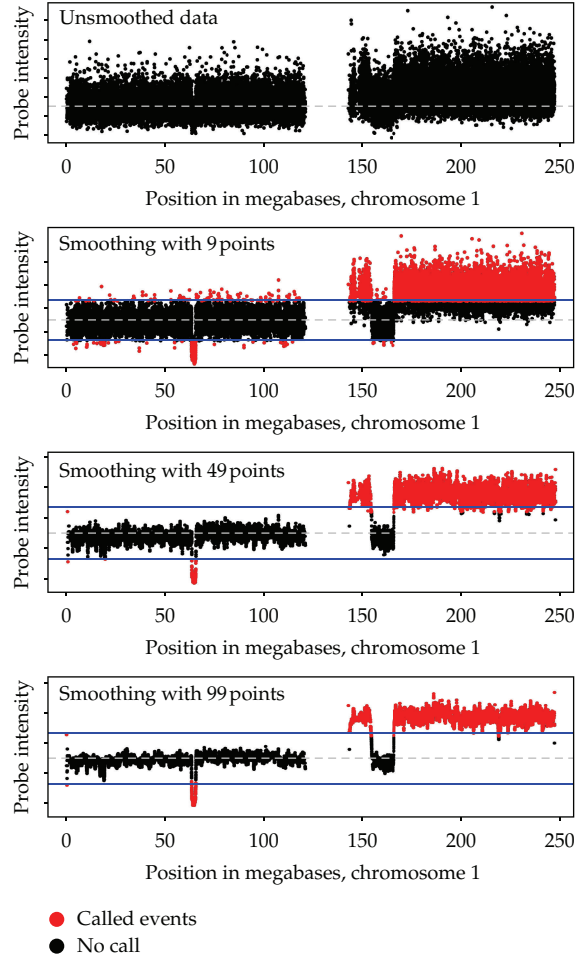 Unsmoothed data
Probe intensity
0 50 100 150 200 250
Position in megabases, chromosome 1
Smoothing with 9 points
Probe intensity
0 50 100 150 200 250
Position in megabases, chromosome 1
Smoothing with 49 points
Probe intensity
0 50 100 150 200 250
Position in megabases, chromosome 1
Smoothing with 99 points
Probe intensity
0 50 100 150 200 250
Position in megabases, chromosome 1
Called events
No call